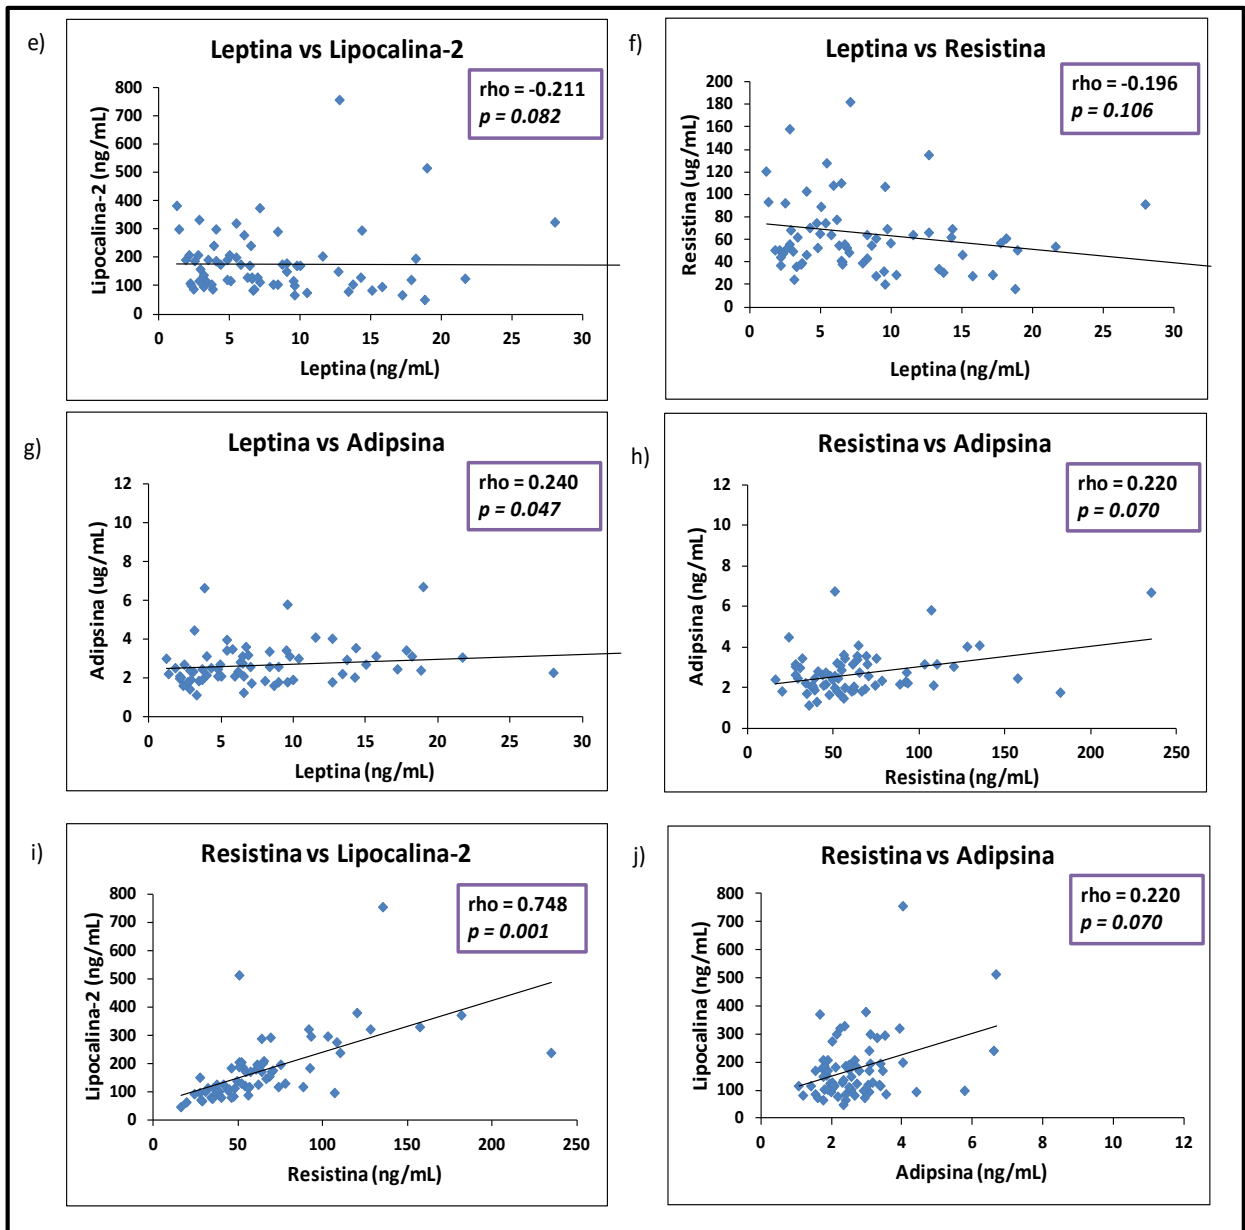 e)
Leptina vs Lipocalina-2
rho = -0.211
p = 0.082
Lipocalina-2 (ng/mL)
800
700
600
500
400
300
200
100
0
0 5 10 15 20 25 30
Leptina (ng/mL)
f)
Leptina vs Resistina
rho = -0.196
p = 0.106
Resistina (ug/mL)
200
180
160
140
120
100
80
60
40
20
0
0 5 10 15 20 25 30
Leptina (ng/mL)
g)
Leptina vs Adipsina
rho = 0.240
p = 0.047
Adipsina (ug/mL)
12
10
8
6
4
2
0
0 5 10 15 20 25 30
Leptina (ng/mL)
h)
Resistina vs Adipsina
rho = 0.220
p = 0.070
Adipsina (ng/mL)
12
10
8
6
4
2
0
0 50 100 150 200 250
Resistina (ng/mL)
i)
Resistina vs Lipocalina-2
rho = 0.748
p = 0.001
Lipocalina-2 (ng/mL)
800
700
600
500
400
300
200
100
0
0 50 100 150 200 250
Resistina (ng/mL)
j)
Resistina vs Adipsina
rho = 0.220
p = 0.070
Lipocalina (ng/mL)
800
700
600
500
400
300
200
100
0
0 2 4 6 8 10 12
Adipsina (ng/mL)